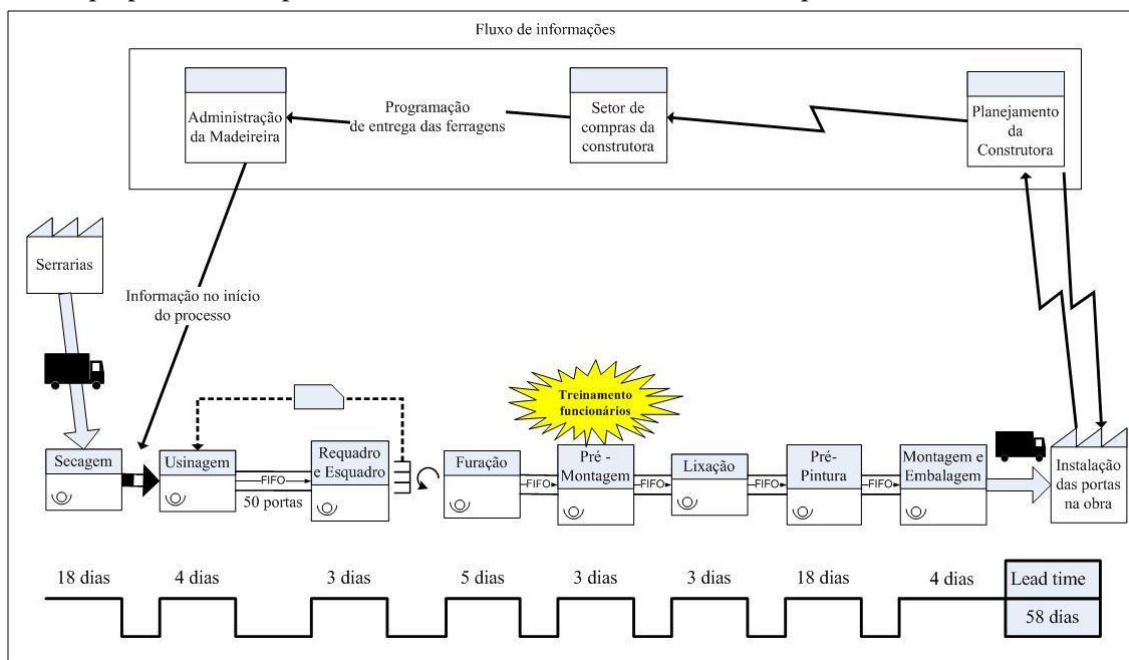 Fluxo de informações
Administração
da Madeireira
Programação
de entrega das ferragens
Setor de
compras da
construtora
Planejamento
da
Construtora
Serrarias
Informação no início
do processo
Treinamento
funcionários
Secagem
Usinagem
FIFO
50 portas
Requadro
e Esquadro
Furação
FIFO
Pré -
Montagem
FIFO
Lixação
FIFO
Pré-
Pintura
FIFO
Montagem e
Embalagem
Instalação
das portas
na obra
18 dias
4 dias
3 dias
5 dias
3 dias
3 dias
18 dias
4 dias
Lead time
58 dias